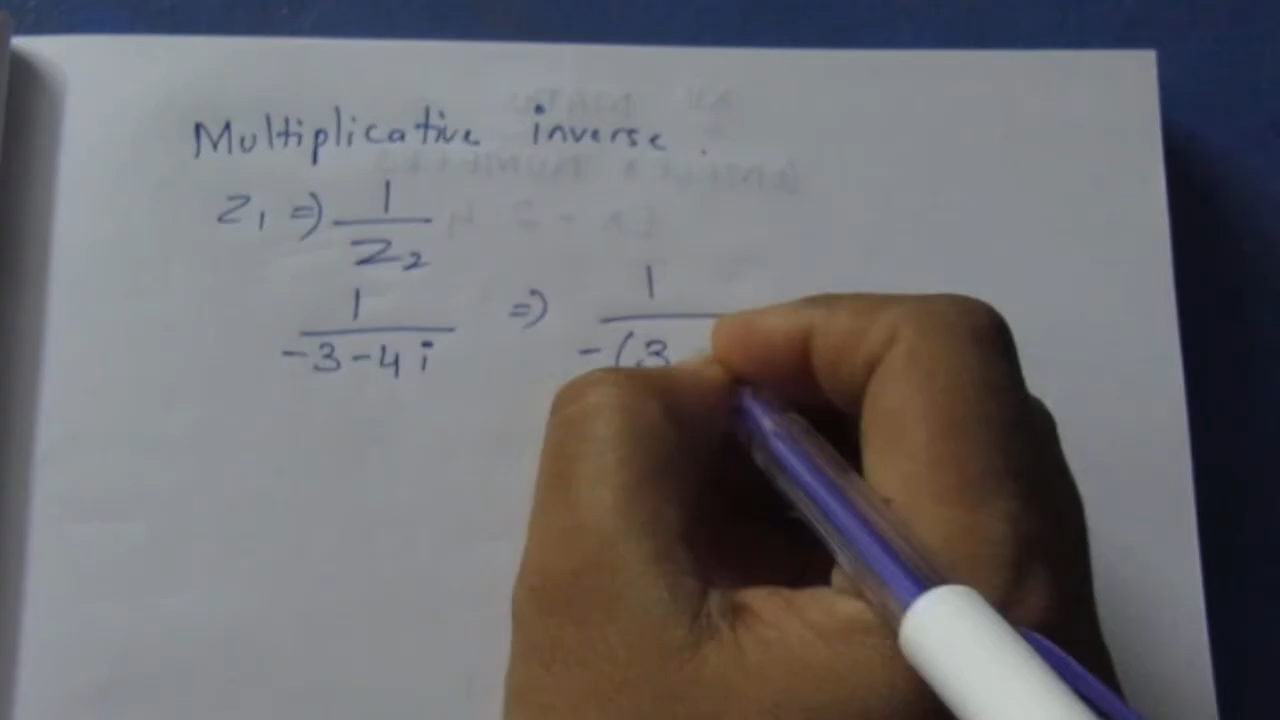 Multiplicative inverse.
Z₁ ⇒ 1/Z₂
1/-3-4i ⇒ 1/-(3